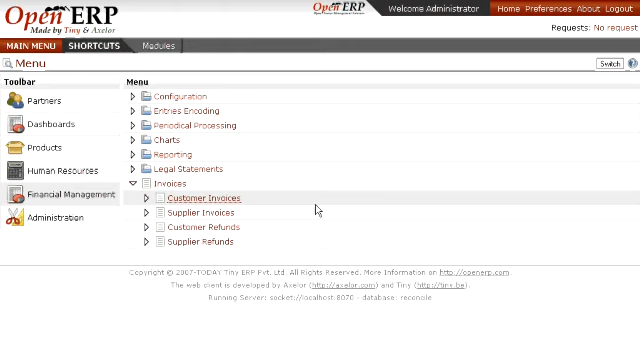 Open ERP
Made by Tiny & Axelor
Open ERP
Welcome Administrator
Home Preferences About Logout
Requests: No request
MAIN MENU SHORTCUTS Modules
Menu
Switch
Toolbar
Partners
Dashboards
Products
Human Resources
Financial Management
Administration
Menu
Configuration
Entries Encoding
Periodical Processing
Charts
Reporting
Legal Statements
Invoices
Customer Invoices
Supplier Invoices
Customer Refunds
Supplier Refunds
Copyright © 2007-TODAY Tiny ERP Pvt. Ltd. All Rights Reserved. More Information on http://openerp.com.
The web client is developed by Axelor (http://axelor.com) and Tiny (http://tiny.be).
Running Server: socket://localhost:8070 - database: reconcile